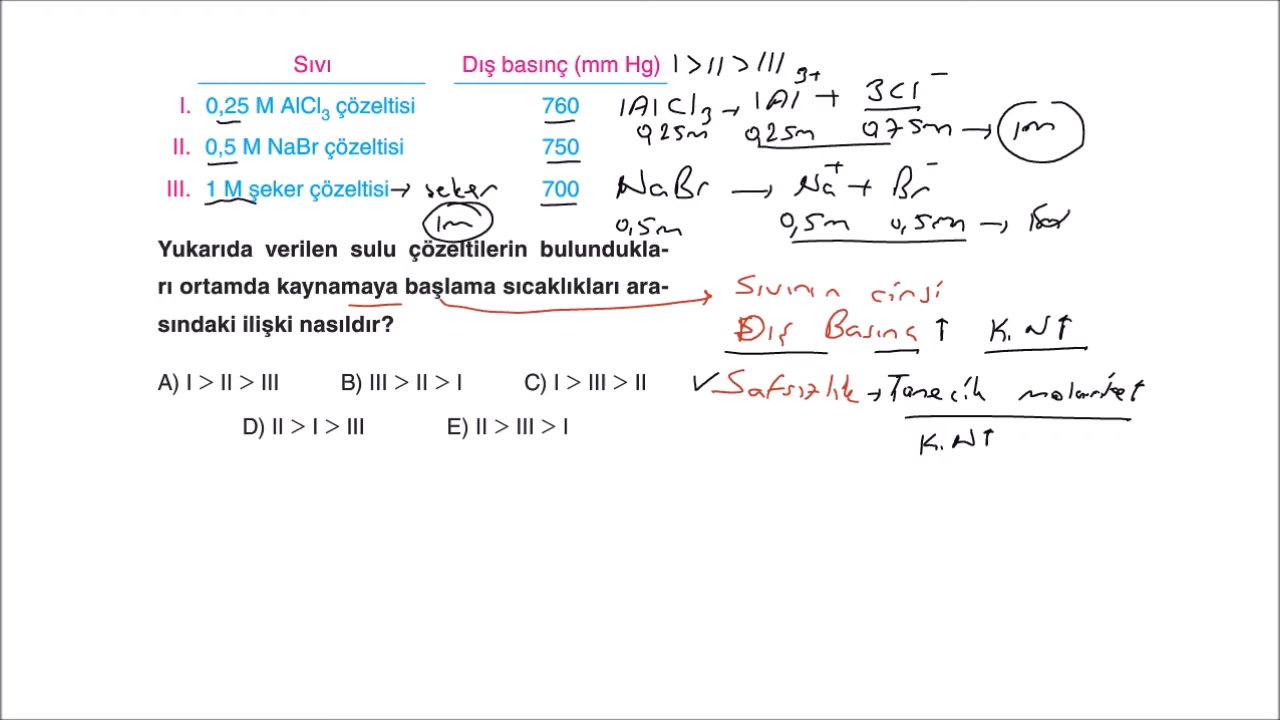 Sıvı Dış basınç (mm Hg) I > II > III
I. 0,25 M AlCl3 çözeltisi 760 1AlCl3 → 1Al3+ + 3Cl-
0,25m 0,25m 0,75m → 1m
II. 0,5 M NaBr çözeltisi 750
III. 1 M şeker çözeltisi → şeker 700 NaBr → Na+ + Br-
1m 0,5m 0,5m 0,5m →
Yukarıda verilen sulu çözeltilerin bulundukla-
rı ortamda kaynamaya başlama sıcaklıkları ara-
sındaki ilişki nasıldır?
Sıvının cinsi
Dış Basınç ↑ K.N ↑
✓ Safsızlık → Tanecik molaritet
K.N ↑
A) I > II > III B) III > II > I C) I > III > II
D) II > I > III E) II > III > I